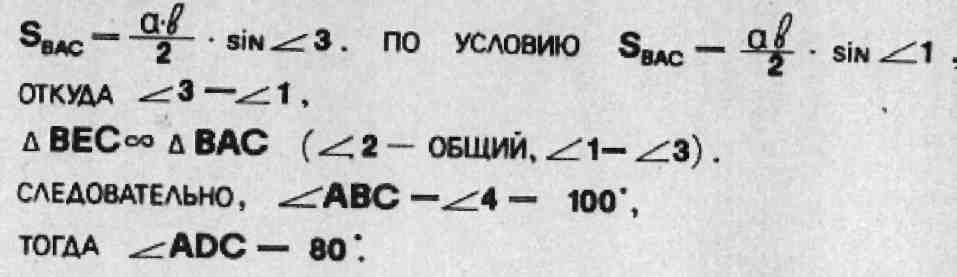 S_BAC — a·b/2 · sin ∠3. ПО УСЛОВИЮ S_BAC — ab/2 · sin ∠1,
ОТКУДА ∠3 — ∠1,
Δ BEC ∞ Δ BAC (∠2 — ОБЩИЙ, ∠1— ∠3).
СЛЕДОВАТЕЛЬНО, ∠ABC — ∠4 — 100°,
ТОГДА ∠ADC — 80°.